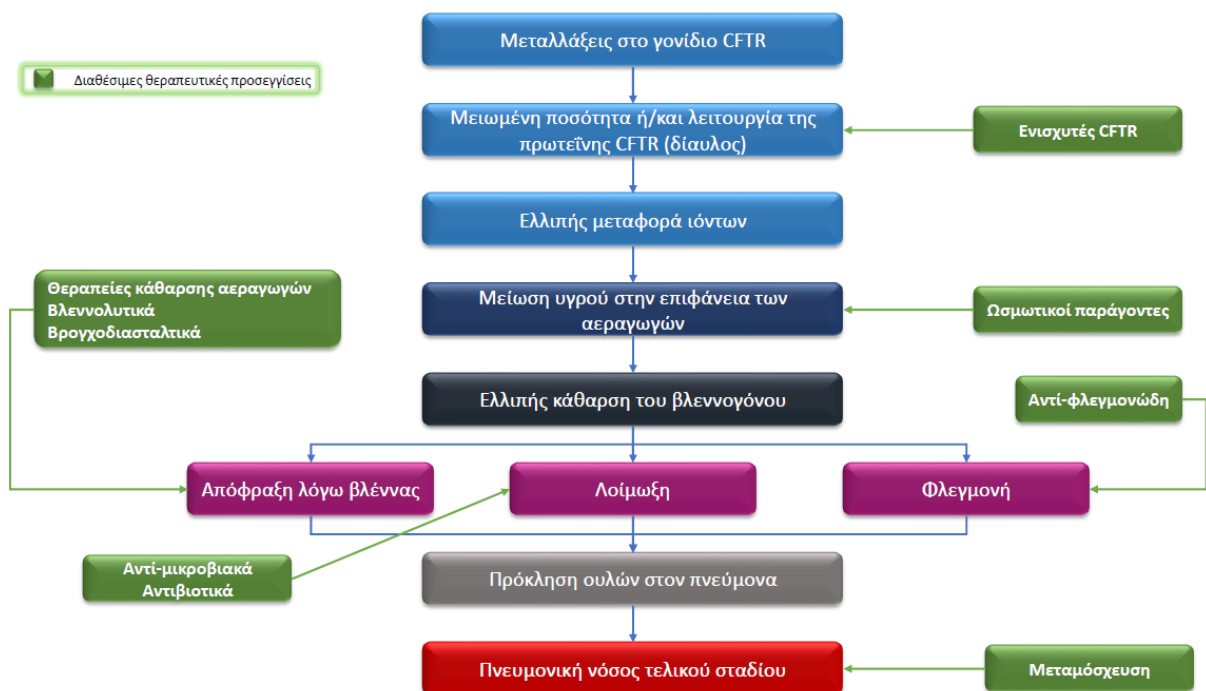 Μεταλλάξεις στο γονίδιο CFTR
Διαθέσιμες θεραπευτικές προσεγγίσεις
Μειωμένη ποσότητα ή/και λειτουργία της
πρωτεΐνης CFTR (δίαυλος)
Ενισχυτές CFTR
Ελλιπής μεταφορά ιόντων
Θεραπείες κάθαρσης αεραγωγών
Βλεννολυτικά
Βρογχοδιασταλτικά
Μείωση υγρού στην επιφάνεια των
αεραγωγών
Ωσμωτικοί παράγοντες
Ελλιπής κάθαρση του βλεννογόνου
Αντί-φλεγμονώδη
Απόφραξη λόγω βλέννας
Λοίμωξη
Φλεγμονή
Αντί-μικροβιακά
Αντιβιοτικά
Πρόκληση ουλών στον πνεύμονα
Πνευμονική νόσος τελικού σταδίου
Μεταμόσχευση